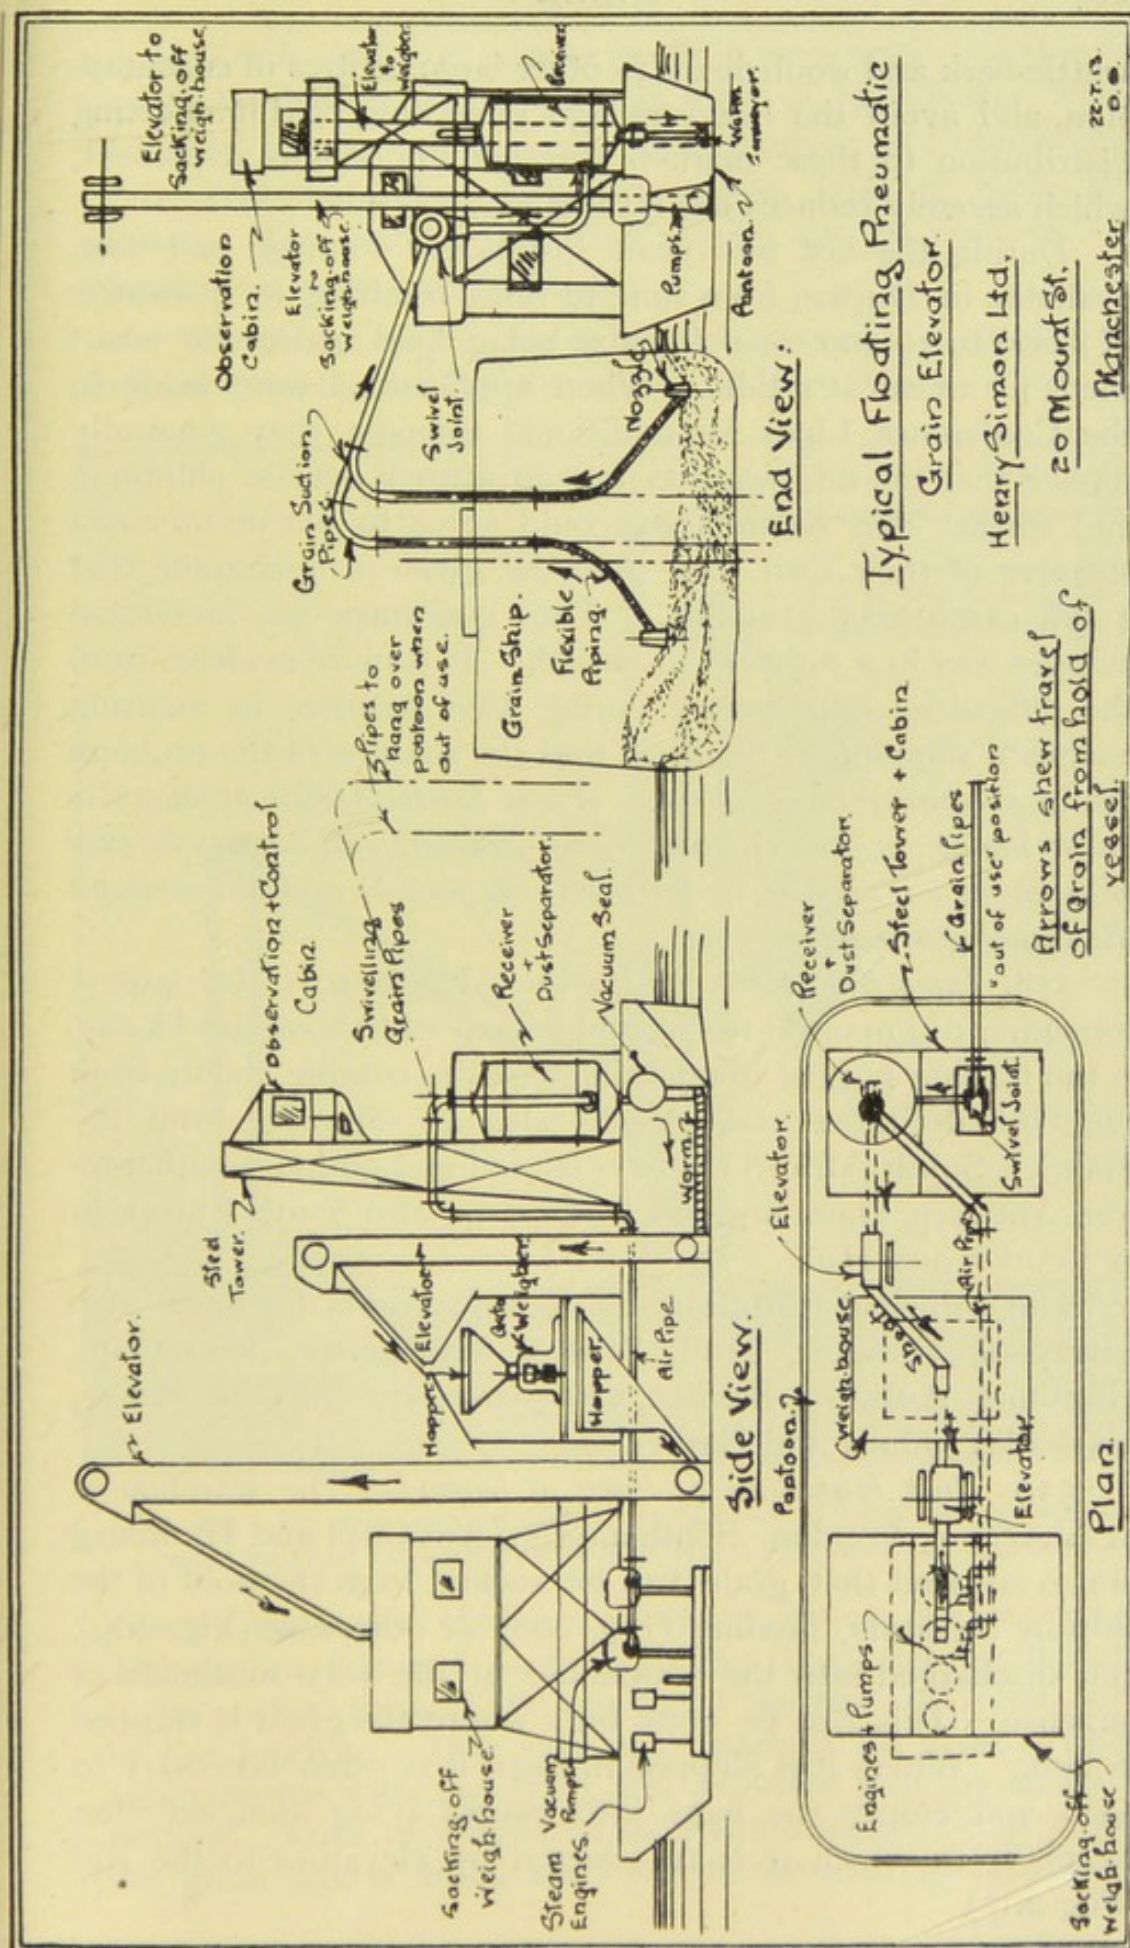 Elevator.
Steel
Tower.
Observation + Control
Cabin.
Swivelling
Grain Pipes
Pipes to
hang over
pontoon when
out of use.
Receiver
+
Dust Separator.
Vacuum Seal.
Hopper
Elevator
Auto
Weigher
Hopper.
Worm.
Air Pipe.
Sacking.off
Weigh.house
Steam Vacuum
Pumps
Engines.
Side View.
Observation
Cabin.
Elevator to
Sacking.off
Weigh.house
Elevator
to
Sacking.off
Weigh.house
Elevator
to
weigher
Receiver
Grain Suction
Pipes
Swivel
Joint
Grain Ship.
Flexible
Piping.
Nozzle
Pumps
Pontoon.
Worm
Conveyor.
End View:
Pontoon.
Elevator.
Receiver
+
Dust Separator
Steel Tower + Cabin
Grain Pipes
"out of use" position
Swivel Joint.
Air Pipe
Weigh.house
Spout
Elevator
Engines + Pumps
Sacking.off
Weigh.house
Plan
Arrows shew travel
of Grain from hold of
vessel.
Typical Floating Pneumatic
Grain Elevator.
Henry Simon Ltd.
20 Mount St.
Manchester
22.7.13